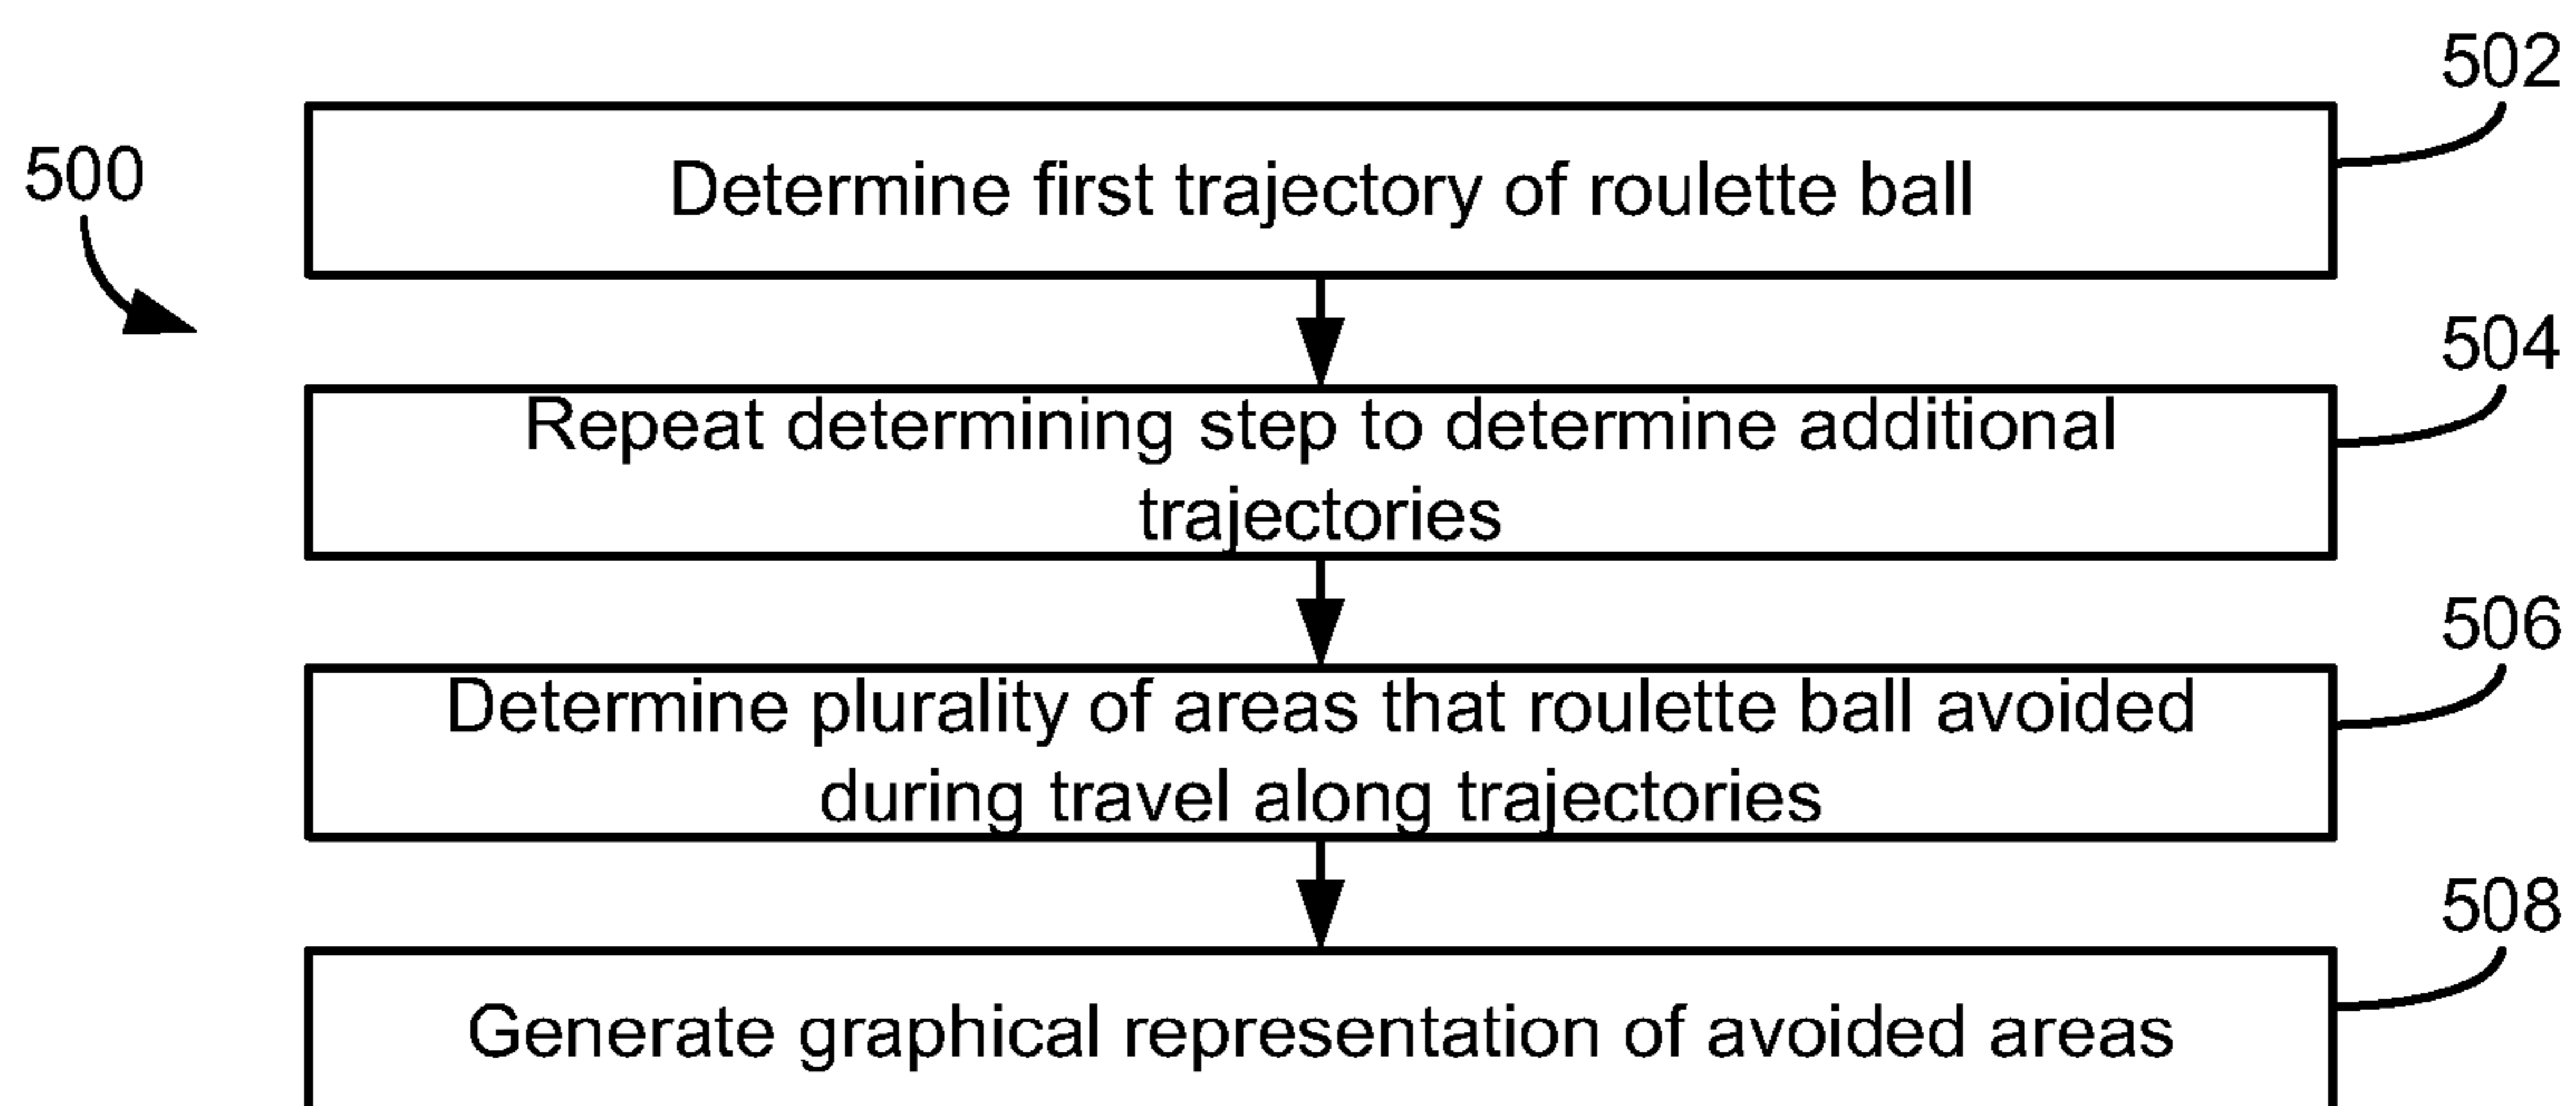 502
500
Determine first trajectory of roulette ball
504
Repeat determining step to determine additional
trajectories
506
Determine plurality of areas that roulette ball avoided
during travel along trajectories
508
Generate graphical representation of avoided areas